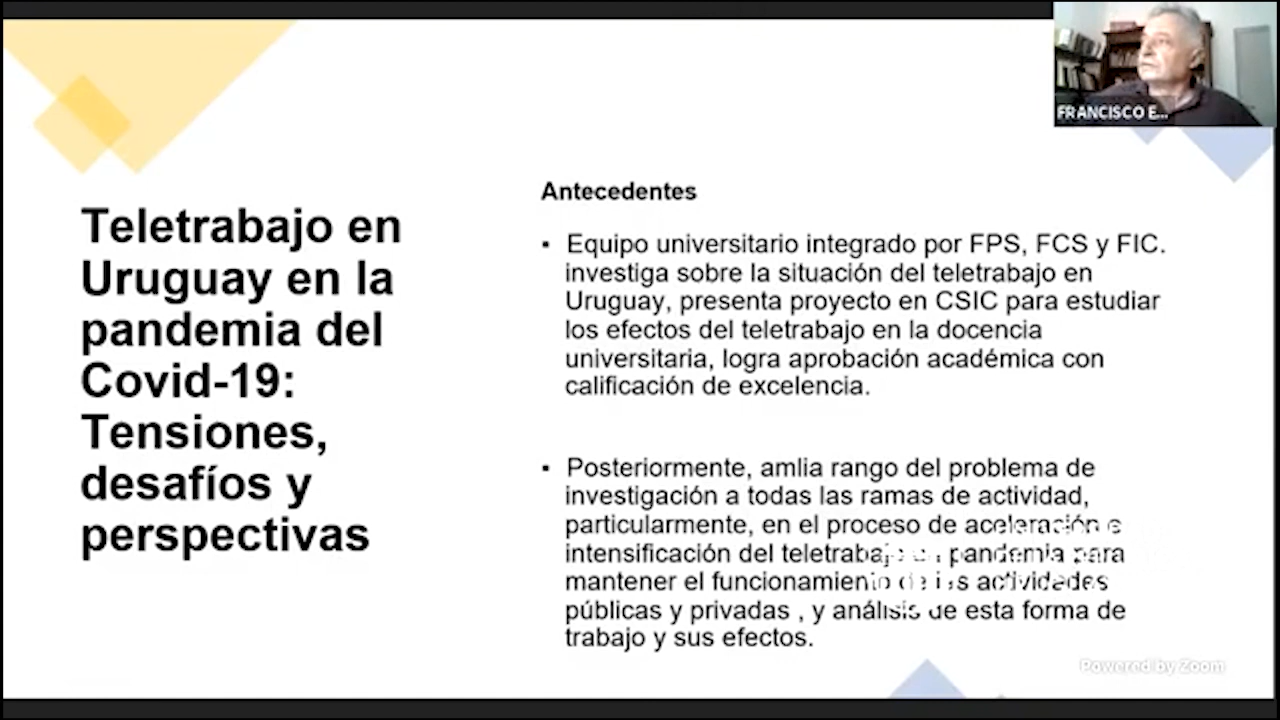 FRANCISCO E...
Teletrabajo en
Uruguay en la
pandemia del
Covid-19:
Tensiones,
desafíos y
perspectivas
Antecedentes
▪ Equipo universitario integrado por FPS, FCS y FIC.
investiga sobre la situación del teletrabajo en
Uruguay, presenta proyecto en CSIC para estudiar
los efectos del teletrabajo en la docencia
universitaria, logra aprobación académica con
calificación de excelencia.
▪ Posteriormente, amlia rango del problema de
investigación a todas las ramas de actividad,
particularmente, en el proceso de aceleración e
intensificación del teletrabajo en pandemia para
mantener el funcionamiento de las actividades
públicas y privadas , y análisis de esta forma de
trabajo y sus efectos.
Powered by Zoom